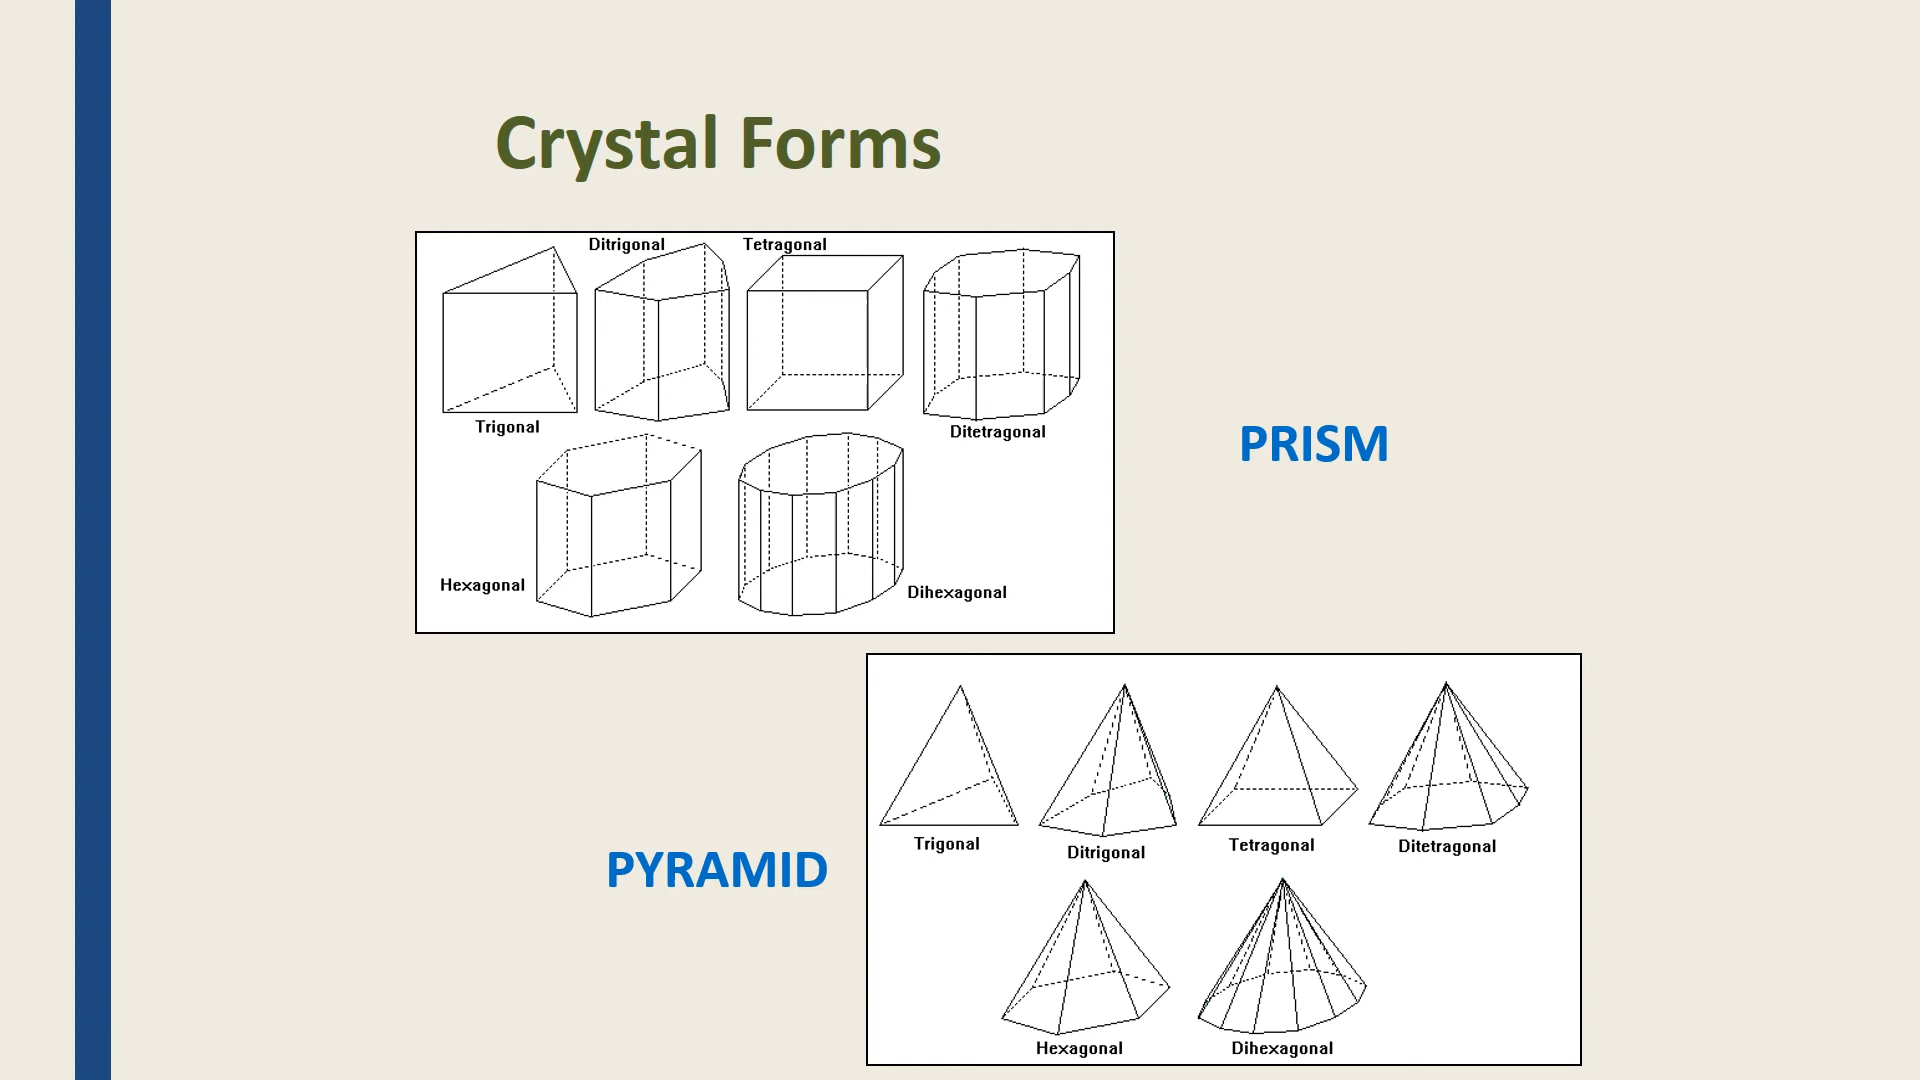 Crystal Forms
Ditrigonal
Tetragonal
Trigonal
Ditetragonal
PRISM
Hexagonal
Dihexagonal
PYRAMID
Trigonal
Ditrigonal
Tetragonal
Ditetragonal
Hexagonal
Dihexagonal